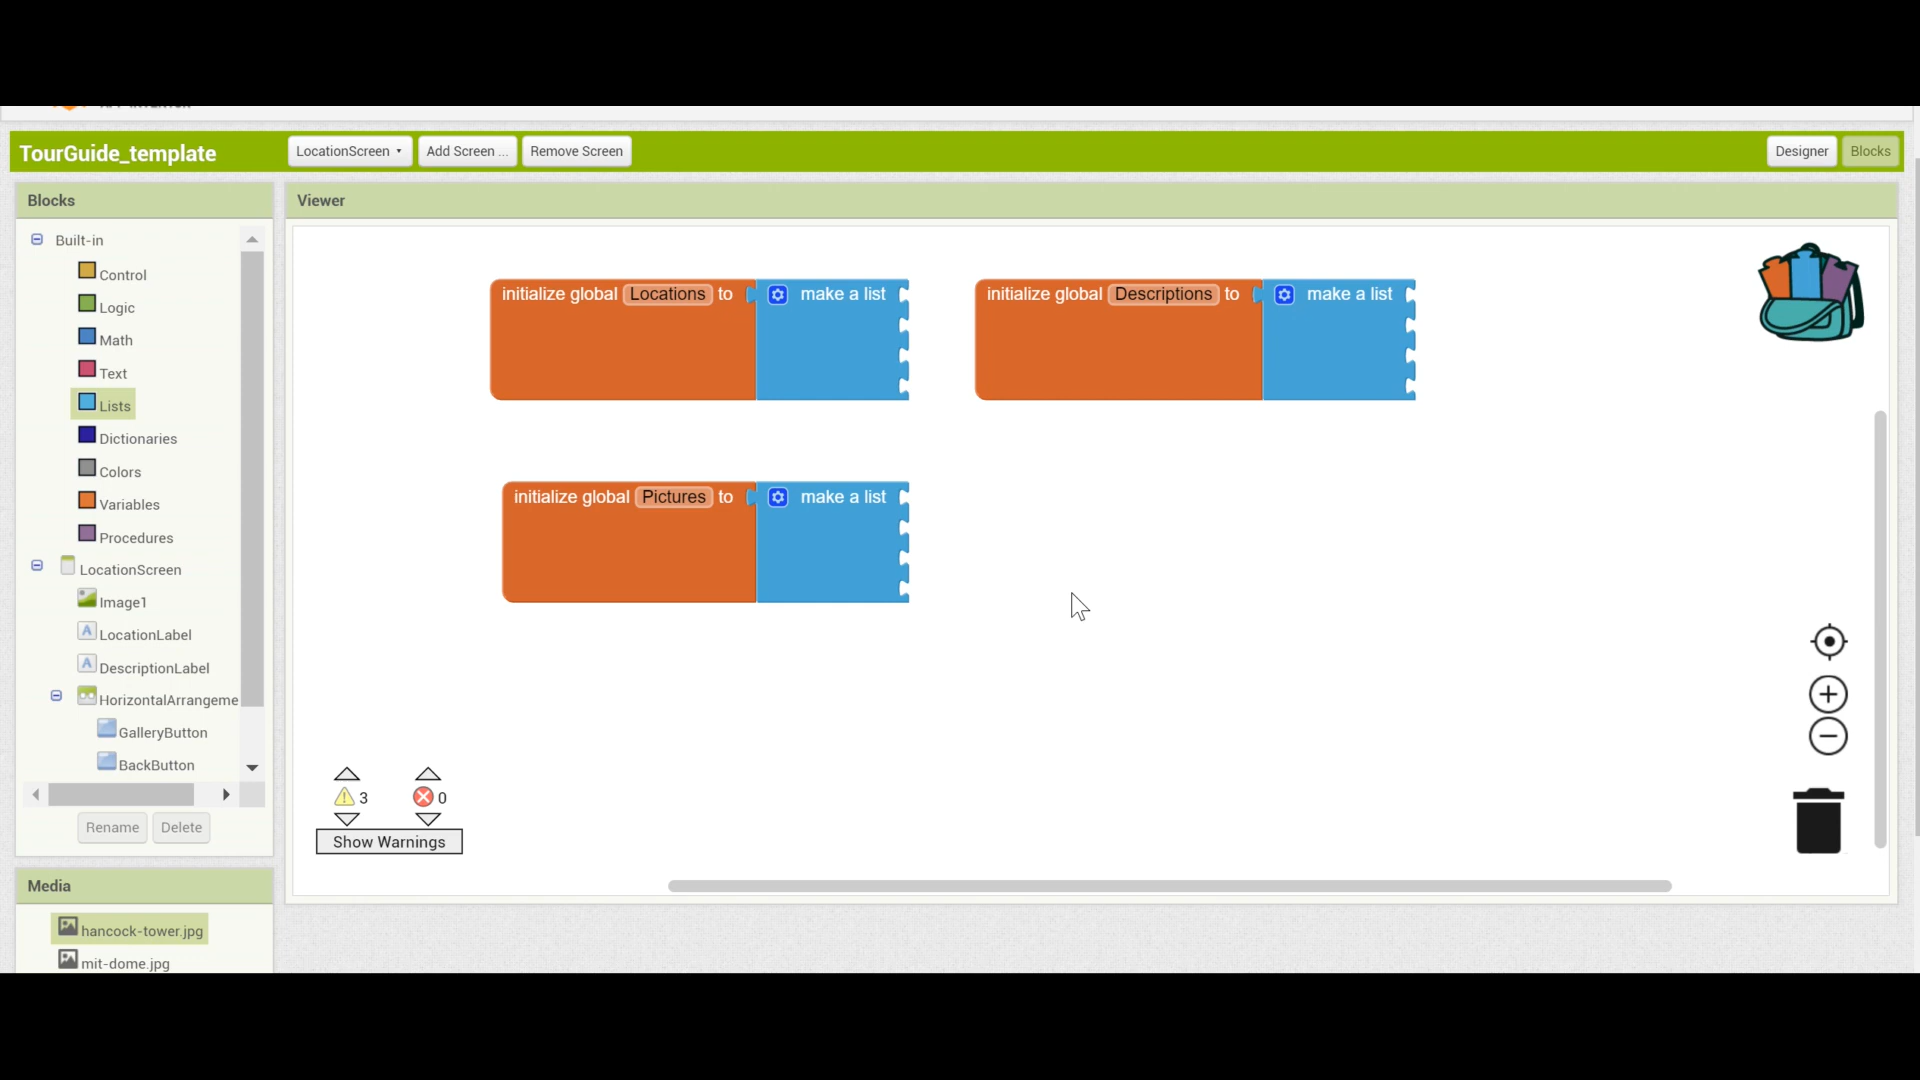 TourGuide_template
LocationScreen
Add Screen ...
Remove Screen
Designer
Blocks
Blocks
Viewer
Built-in
Control
Logic
Math
Text
Lists
Dictionaries
Colors
Variables
Procedures
LocationScreen
Image1
LocationLabel
DescriptionLabel
HorizontalArrangeme
GalleryButton
BackButton
Rename
Delete
Media
hancock-tower.jpg
mit-dome.jpg
initialize global Locations to make a list
initialize global Descriptions to make a list
initialize global Pictures to make a list
3
0
Show Warnings